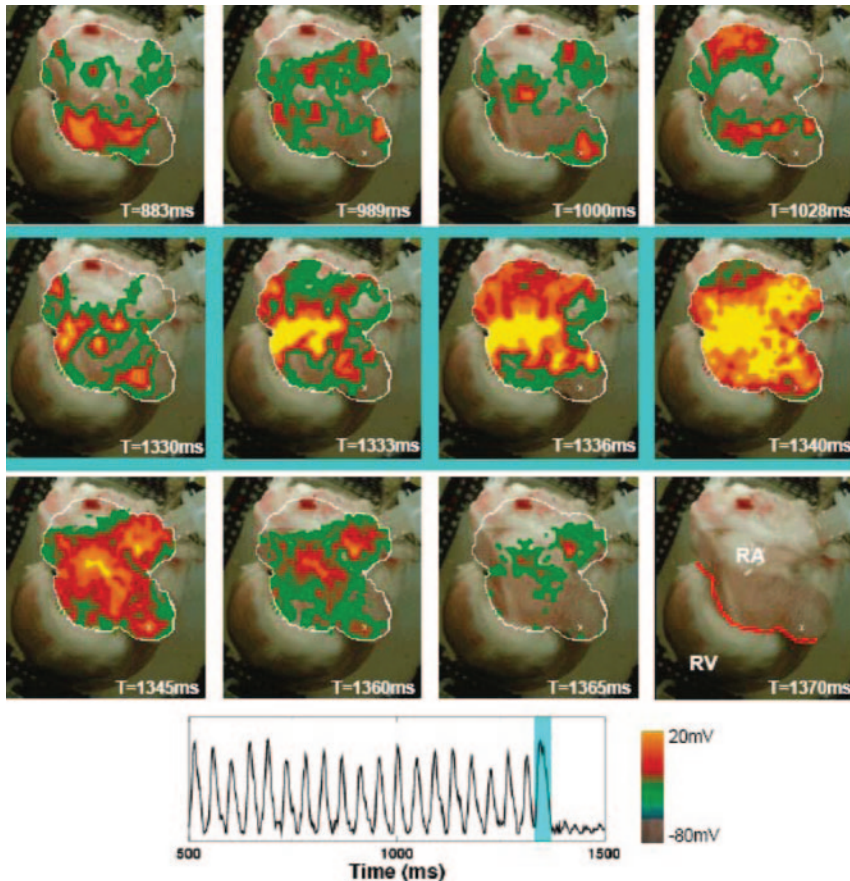 T=883ms
T=989ms
T=1000ms
T=1028ms
T=1330ms
T=1333ms
T=1336ms
T=1340ms
T=1345ms
T=1360ms
T=1365ms
RA
RV
T=1370ms
20mV
-80mV
500
1000
1500
Time (ms)